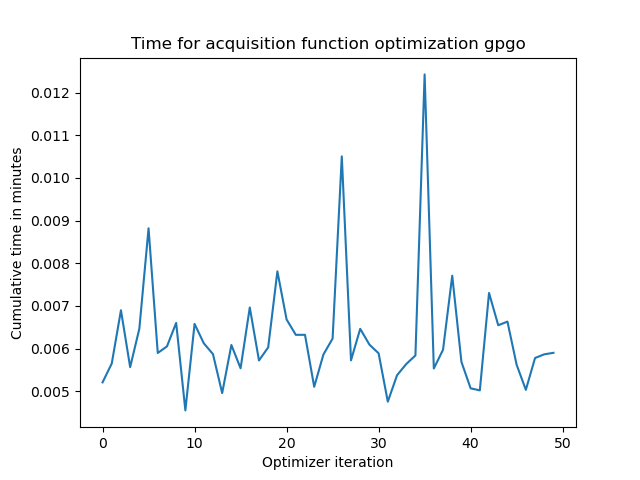 Time for acquisition function optimization gpgo
0.012
0.011
0.010
0.009
0.008
0.007
0.006
0.005
Cumulative time in minutes
0 10 20 30 40 50
Optimizer iteration